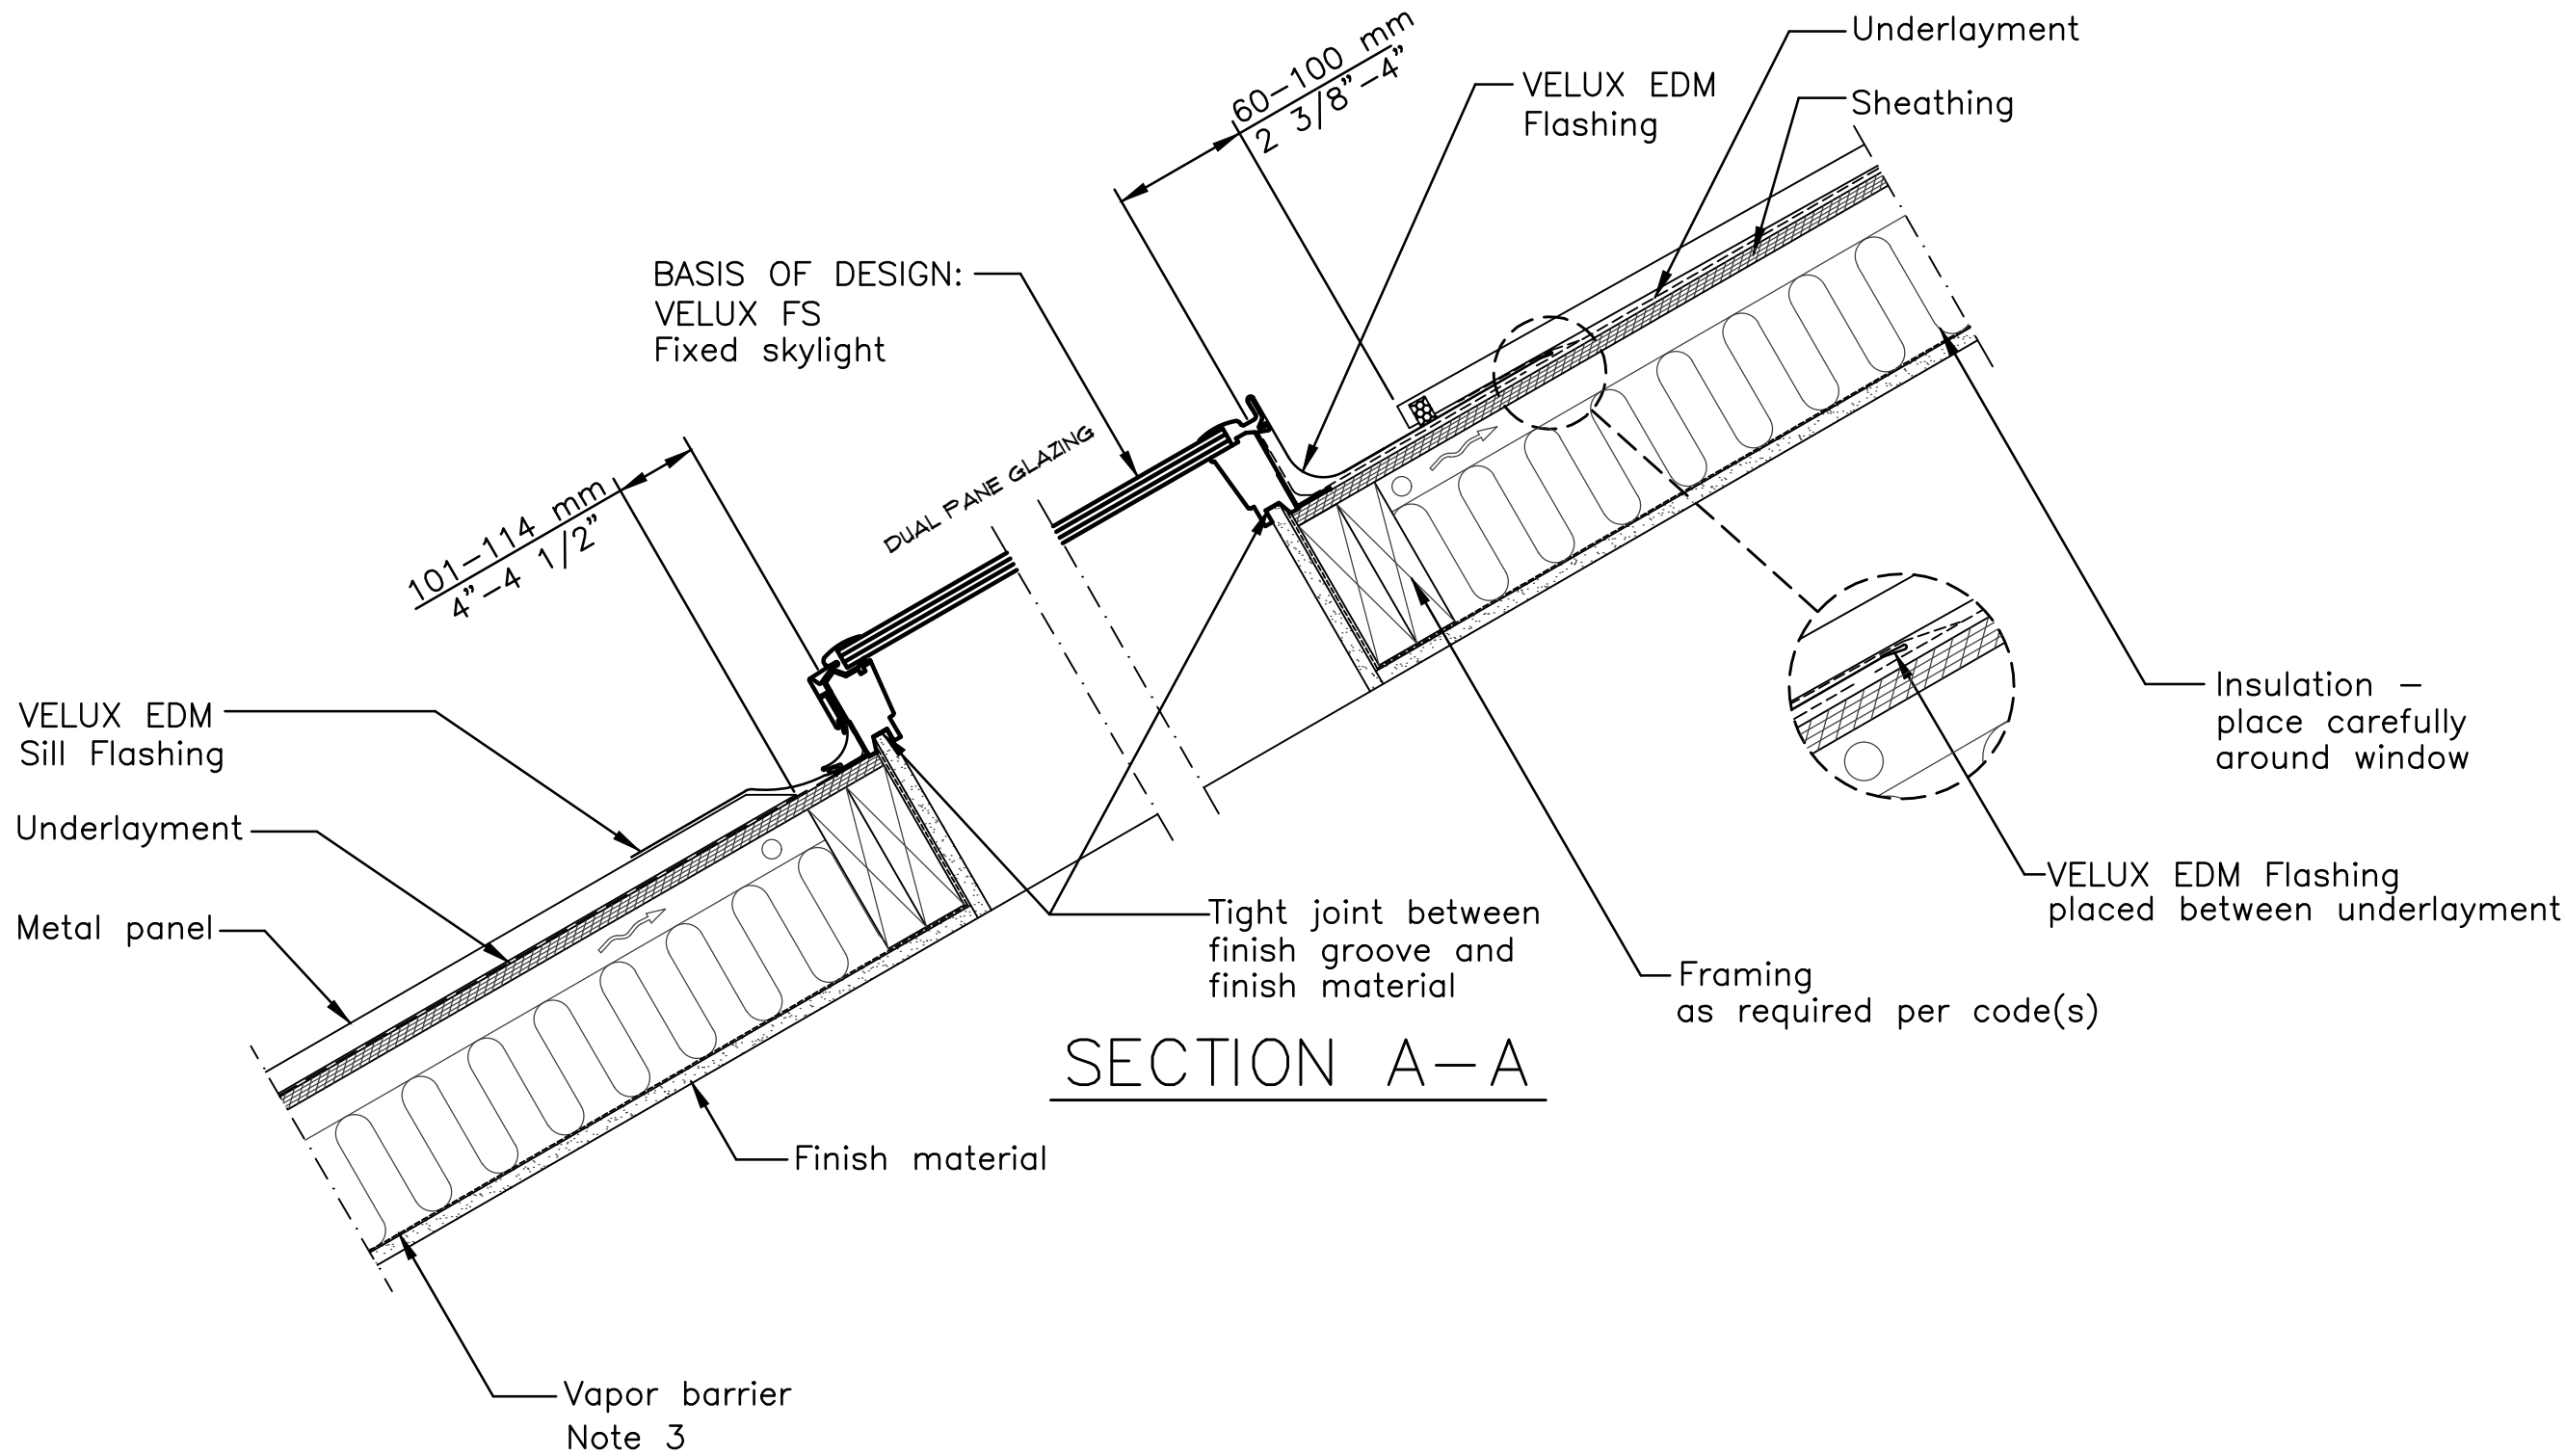 Underlayment
60-100 mm
2 3/8"-4"
VELUX EDM
Flashing
Sheathing
BASIS OF DESIGN:
VELUX FS
Fixed skylight
DUAL PANE GLAZING
101-114 mm
4"-4 1/2"
VELUX EDM
Sill Flashing
Underlayment
Metal panel
Insulation -
place carefully
around window
VELUX EDM Flashing
placed between underlayment
Tight joint between
finish groove and
finish material
Framing
as required per code(s)
SECTION A-A
Finish material
Vapor barrier
Note 3